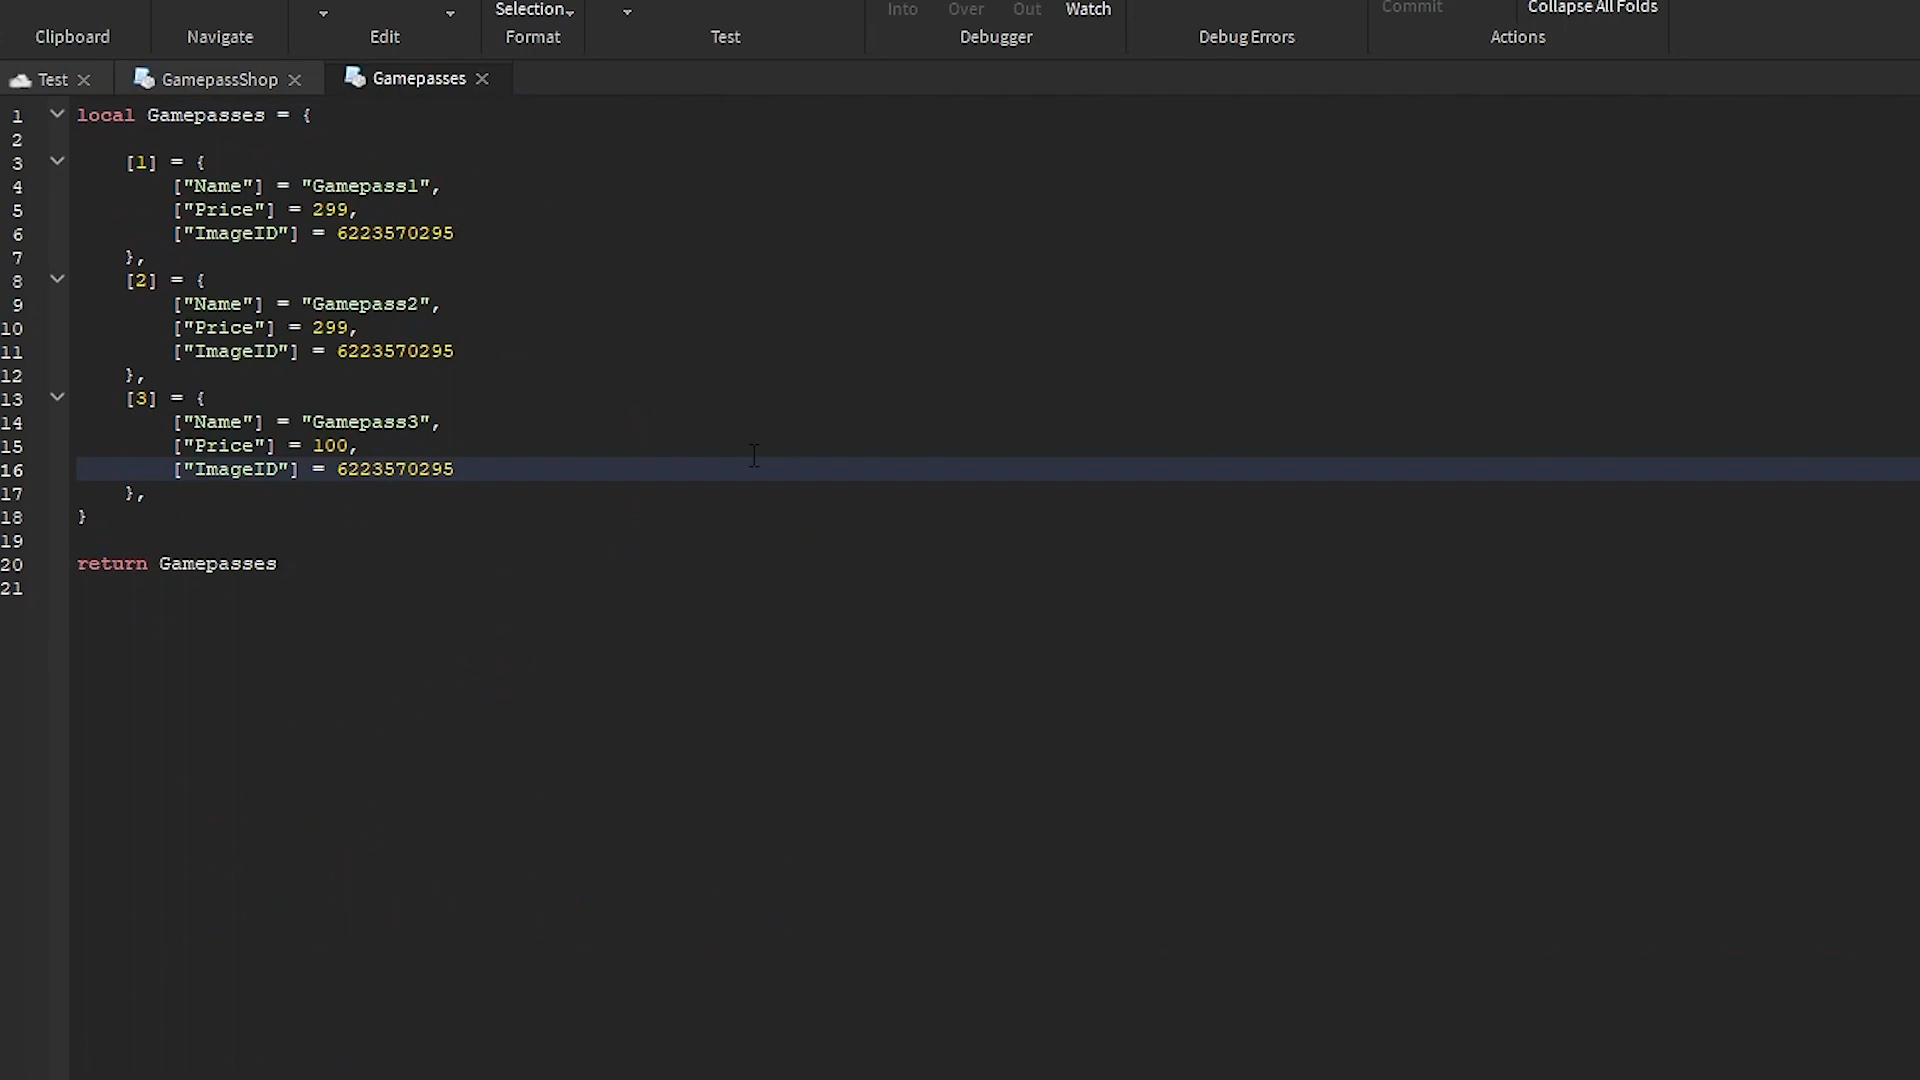 Selection
Into Over Out Watch
Commit
Collapse All Folds
Clipboard Navigate Edit Format Test Debugger Debug Errors Actions
Test GamepassShop Gamepasses
1 local Gamepasses = {
2
3 [1] = {
4 ["Name"] = "Gamepass1",
5 ["Price"] = 299,
6 ["ImageID"] = 6223570295
7 },
8 [2] = {
9 ["Name"] = "Gamepass2",
10 ["Price"] = 299,
11 ["ImageID"] = 6223570295
12 },
13 [3] = {
14 ["Name"] = "Gamepass3",
15 ["Price"] = 100,
16 ["ImageID"] = 6223570295
17 },
18 }
19
20 return Gamepasses
21